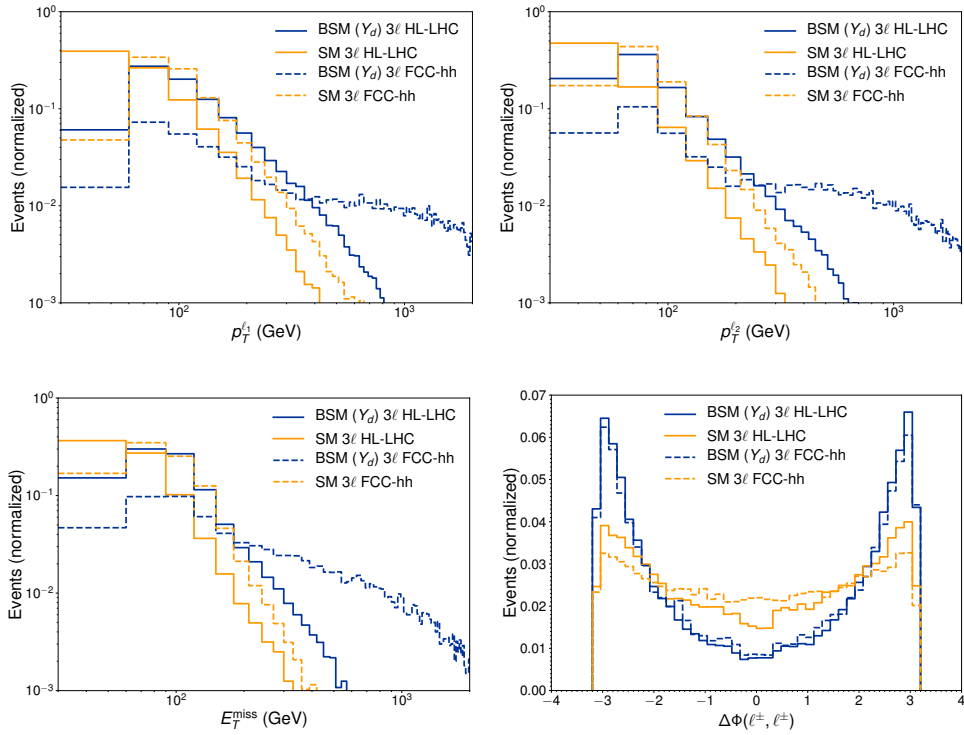 10⁰
10⁻¹
10⁻²
10⁻³
Events (normalized)
BSM (Y_d) 3ℓ HL-LHC
SM 3ℓ HL-LHC
BSM (Y_d) 3ℓ FCC-hh
SM 3ℓ FCC-hh
10²
10³
p_T^{ℓ₁} (GeV)
10⁰
10⁻¹
10⁻²
10⁻³
Events (normalized)
BSM (Y_d) 3ℓ HL-LHC
SM 3ℓ HL-LHC
BSM (Y_d) 3ℓ FCC-hh
SM 3ℓ FCC-hh
10²
10³
p_T^{ℓ₂} (GeV)
10⁰
10⁻¹
10⁻²
10⁻³
Events (normalized)
BSM (Y_d) 3ℓ HL-LHC
SM 3ℓ HL-LHC
BSM (Y_d) 3ℓ FCC-hh
SM 3ℓ FCC-hh
10²
10³
E_T^{miss} (GeV)
0.07
0.06
0.05
0.04
0.03
0.02
0.01
0.00
Events (normalized)
BSM (Y_d) 3ℓ HL-LHC
SM 3ℓ HL-LHC
BSM (Y_d) 3ℓ FCC-hh
SM 3ℓ FCC-hh
−4 −3 −2 −1 0 1 2 3 4
ΔΦ(ℓ^±, ℓ^±)